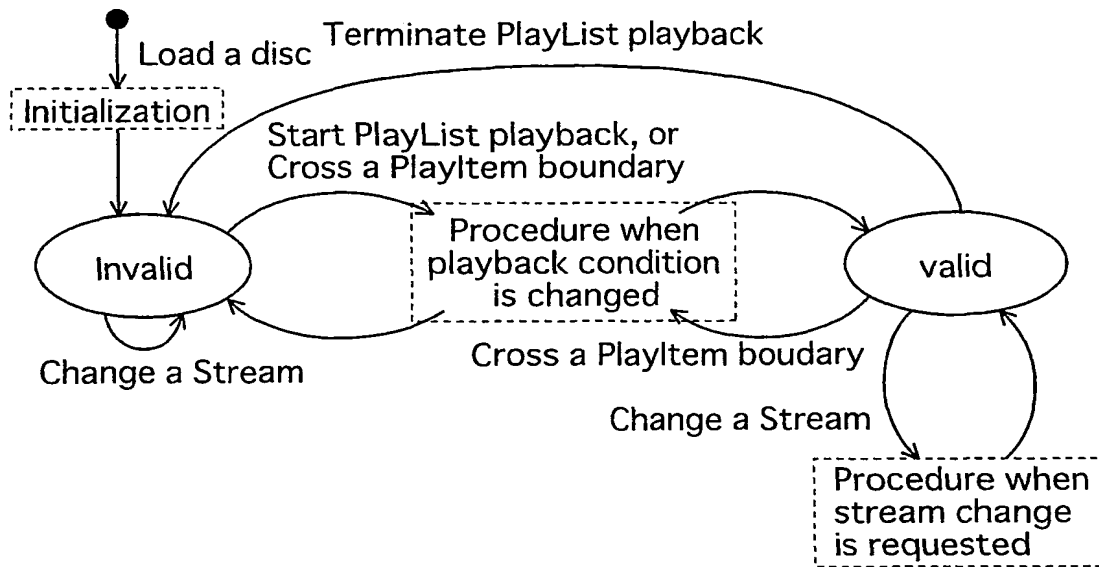 Terminate PlayList playback
Load a disc
Initialization
Start PlayList playback, or
Cross a PlayItem boundary
Procedure when
playback condition
is changed
Invalid
valid
Cross a PlayItem boudary
Change a Stream
Change a Stream
Procedure when
stream change
is requested